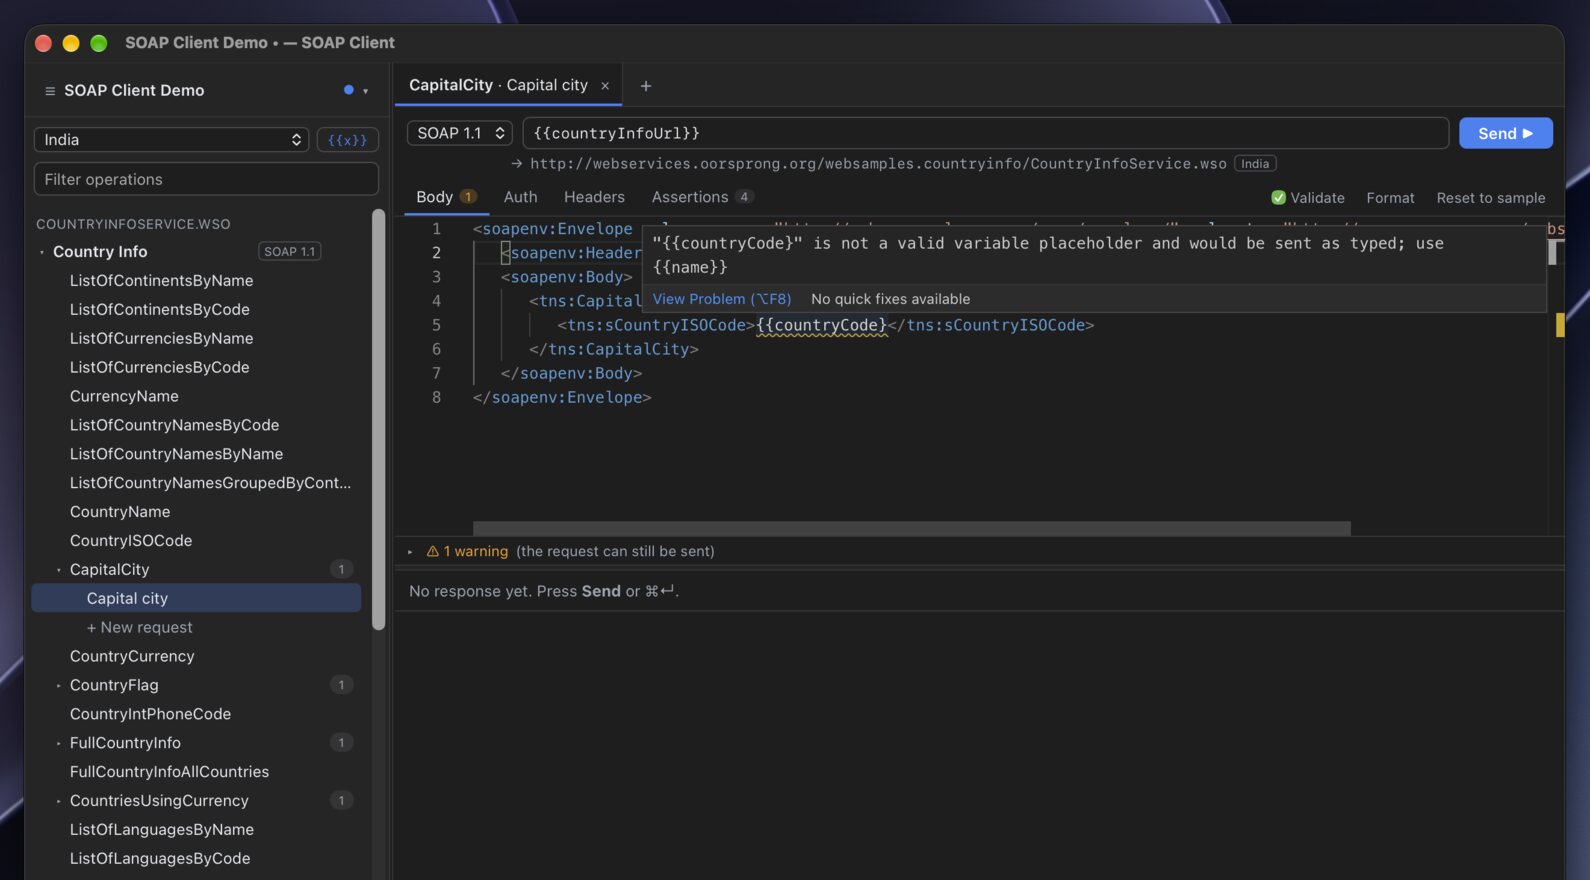 SOAP Client Demo • — SOAP Client
SOAP Client Demo
India
{{x}}
Filter operations
COUNTRYINFOSERVICE.WSO
Country Info
SOAP 1.1
ListOfContinentsByName
ListOfContinentsByCode
ListOfCurrenciesByName
ListOfCurrenciesByCode
CurrencyName
ListOfCountryNamesByCode
ListOfCountryNamesByName
ListOfCountryNamesGroupedByCont...
CountryName
CountryISOCode
CapitalCity 1
Capital city
+ New request
CountryCurrency
CountryFlag 1
CountryIntPhoneCode
FullCountryInfo 1
FullCountryInfoAllCountries
CountriesUsingCurrency 1
ListOfLanguagesByName
ListOfLanguagesByCode
CapitalCity · Capital city × +
SOAP 1.1 {{countryInfoUrl}} Send
→ http://webservices.oorsprong.org/websamples.countryinfo/CountryInfoService.wso India
Body 1 Auth Headers Assertions 4 Validate Format Reset to sample
1 <soapenv:Envelope
2 <soapenv:Header
3 <soapenv:Body>
4 <tns:Capital
"{{countryCode}" is not a valid variable placeholder and would be sent as typed; use
{{name}}
View Problem (⌥F8) No quick fixes available
5 <tns:sCountryISOCode>{{countryCode}</tns:sCountryISOCode>
6 </tns:CapitalCity>
7 </soapenv:Body>
8 </soapenv:Envelope>
⚠ 1 warning (the request can still be sent)
No response yet. Press Send or ⌘↵.